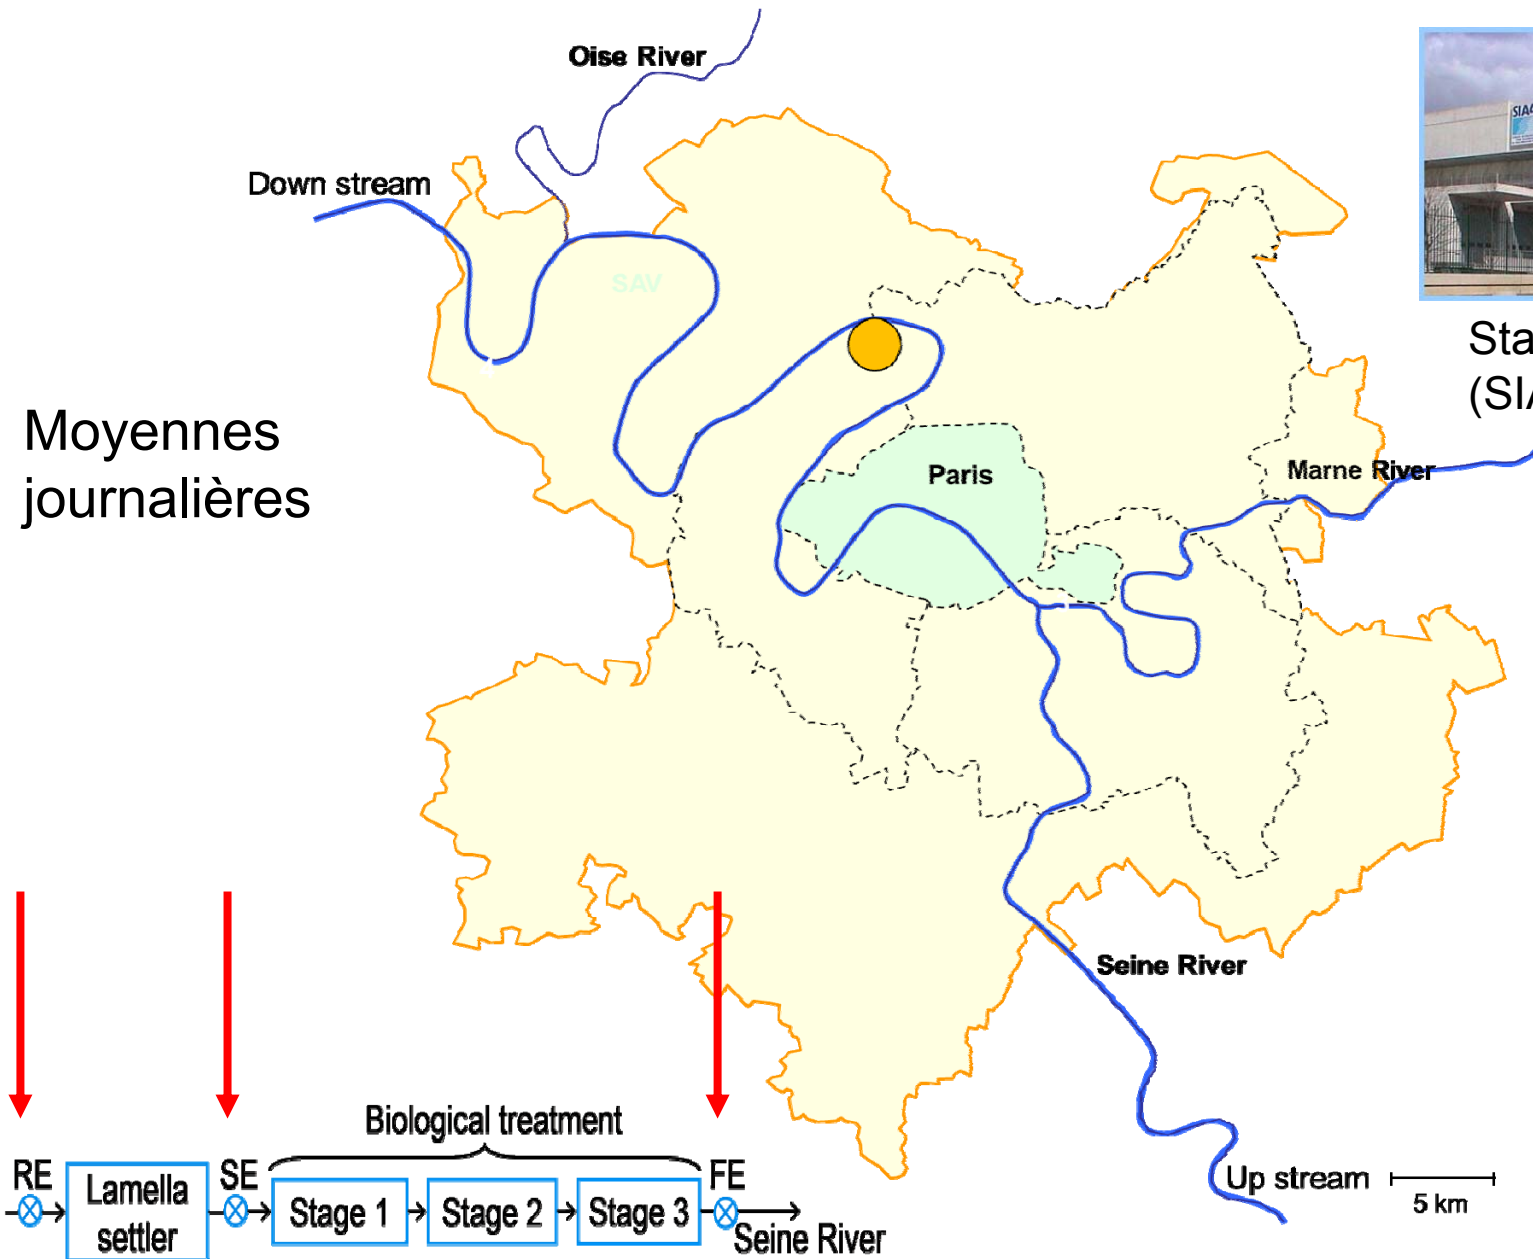 Oise River
Down stream
SAV
Moyennes
journalières
Paris
Marne River
Seine River
Up stream
5 km
Biological treatment
RE
Lamella
settler
SE
Stage 1
Stage 2
Stage 3
FE
Seine River